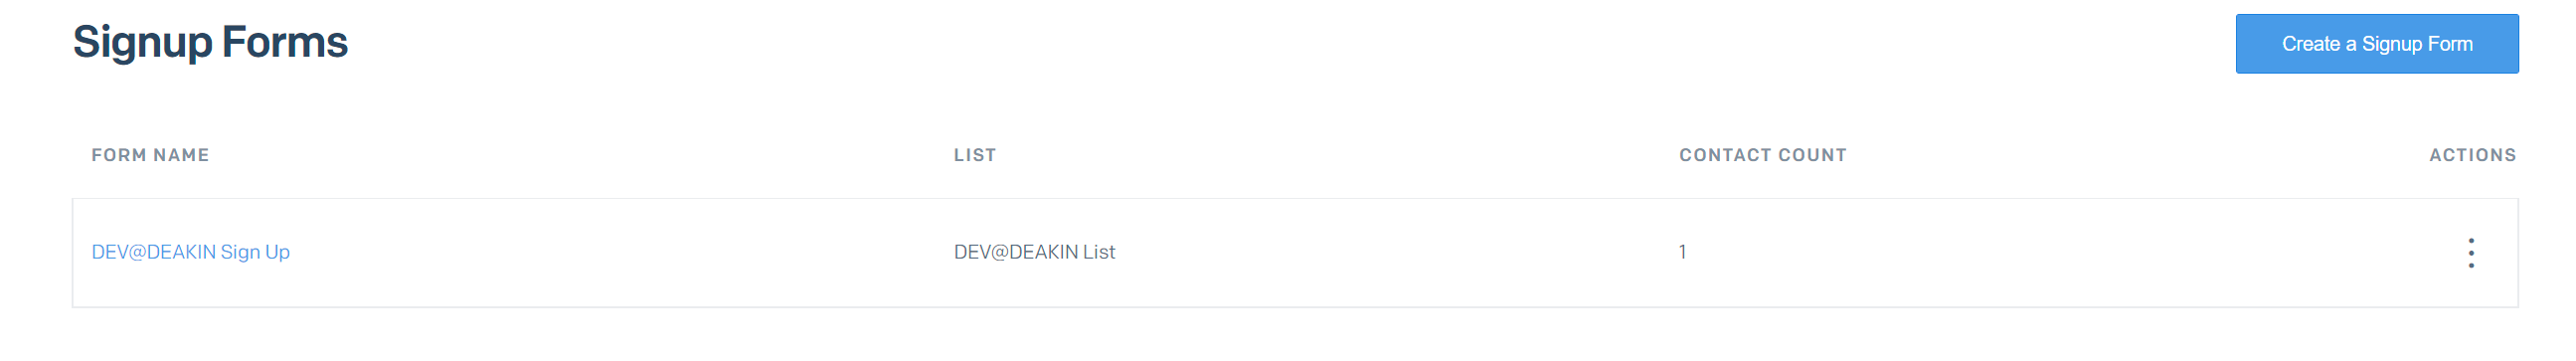 Signup Forms
Create a Signup Form
FORM NAME LIST CONTACT COUNT ACTIONS
DEV@DEAKIN Sign Up DEV@DEAKIN List 1